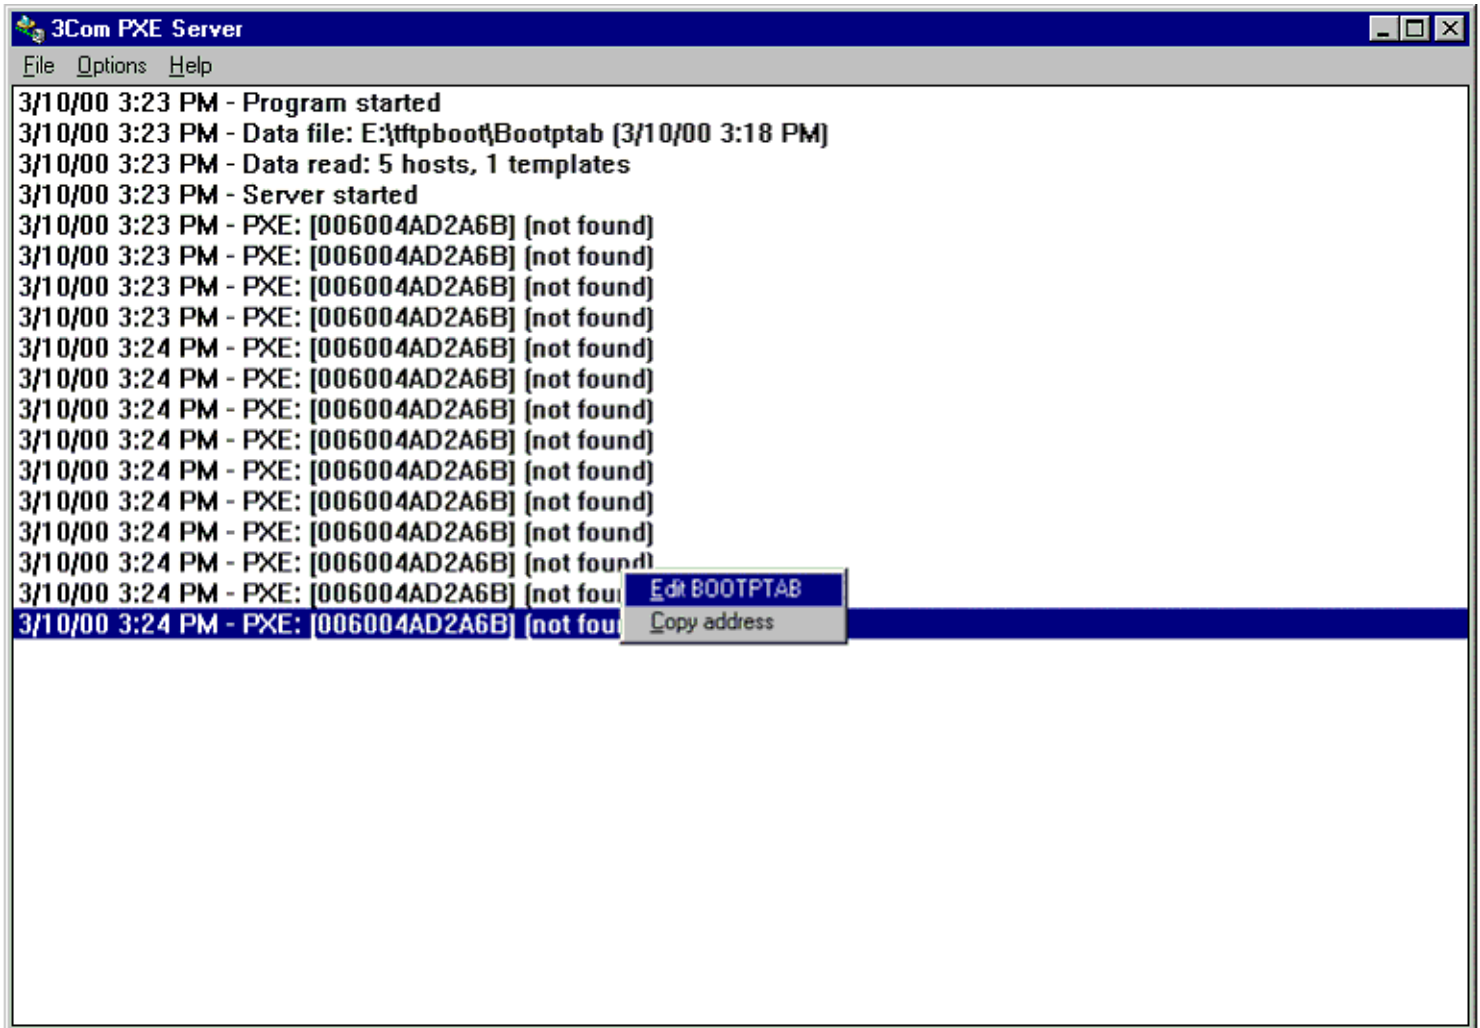 3Com PXE Server
File Options Help
3/10/00 3:23 PM - Program started
3/10/00 3:23 PM - Data file: E:\tftpboot\Bootptab (3/10/00 3:18 PM)
3/10/00 3:23 PM - Data read: 5 hosts, 1 templates
3/10/00 3:23 PM - Server started
3/10/00 3:23 PM - PXE: [006004AD2A6B] (not found)
3/10/00 3:23 PM - PXE: [006004AD2A6B] (not found)
3/10/00 3:23 PM - PXE: [006004AD2A6B] (not found)
3/10/00 3:23 PM - PXE: [006004AD2A6B] (not found)
3/10/00 3:24 PM - PXE: [006004AD2A6B] (not found)
3/10/00 3:24 PM - PXE: [006004AD2A6B] (not found)
3/10/00 3:24 PM - PXE: [006004AD2A6B] (not found)
3/10/00 3:24 PM - PXE: [006004AD2A6B] (not found)
3/10/00 3:24 PM - PXE: [006004AD2A6B] (not found)
3/10/00 3:24 PM - PXE: [006004AD2A6B] (not found)
3/10/00 3:24 PM - PXE: [006004AD2A6B] (not found)
3/10/00 3:24 PM - PXE: [006004AD2A6B] (not found)
3/10/00 3:24 PM - PXE: [006004AD2A6B] (not fou
3/10/00 3:24 PM - PXE: [006004AD2A6B] (not fou
Edit BOOTPTAB
Copy address